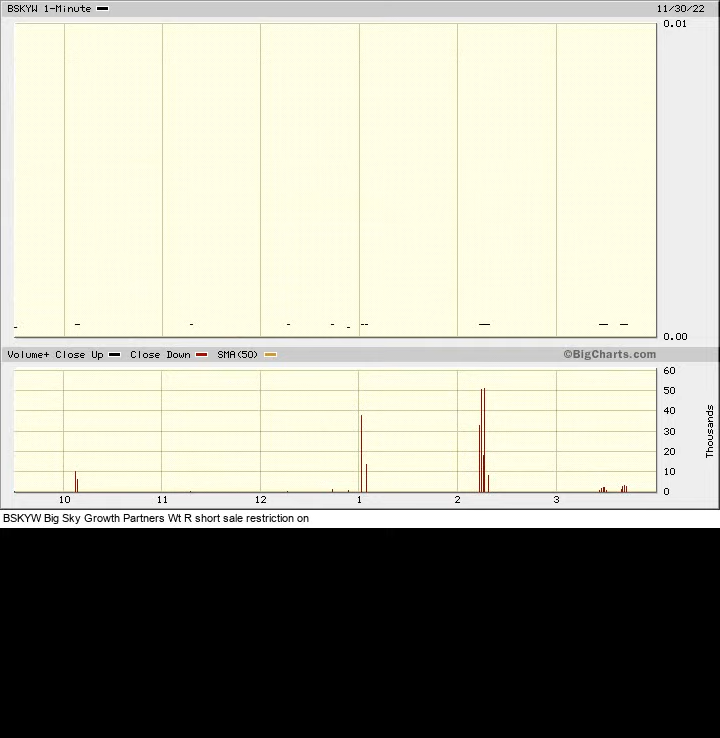 BSKYW 1-Minute 11/30/22
0.01
0.00
Volume+ Close Up Close Down SMA(50) ©BigCharts.com
60
50
40
30
20
10
0
Thousands
10 11 12 1 2 3
BSKYW Big Sky Growth Partners Wt R short sale restriction on